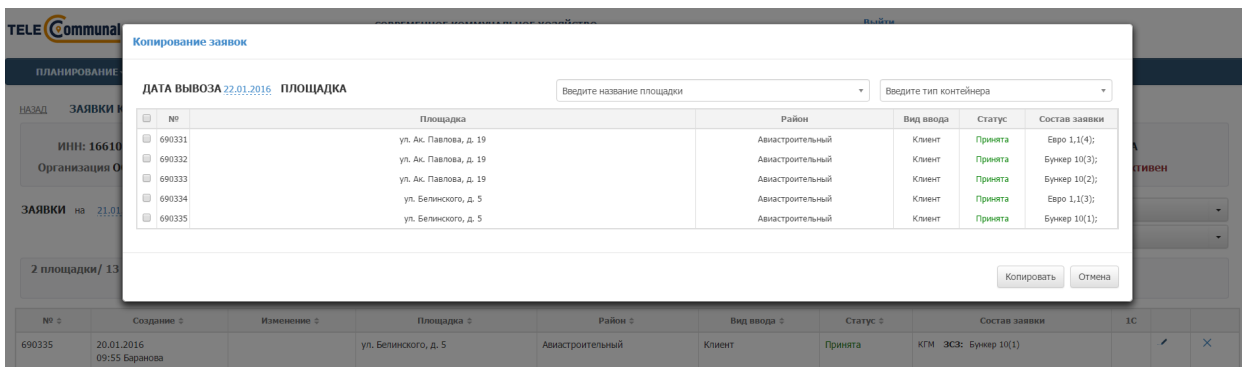 TELE Communal
Выйти
Копирование заявок
ПЛАНИРОВАНИЕ
ДАТА ВЫВОЗА 22.01.2016 ПЛОЩАДКА Введите название площадки Введите тип контейнера
НАЗАД ЗАЯВКИ К
№ Площадка Район Вид ввода Статус Состав заявки
690331 ул. Ак. Павлова, д. 19 Авиастроительный Клиент Принята Евро 1,1(4);
ИНН: 16610
690332 ул. Ак. Павлова, д. 19 Авиастроительный Клиент Принята Бункер 10(3);
Организация О
690333 ул. Ак. Павлова, д. 19 Авиастроительный Клиент Принята Бункер 10(2);
690334 ул. Белинского, д. 5 Авиастроительный Клиент Принята Евро 1,1(3);
ЗАЯВКИ на 21.01
690335 ул. Белинского, д. 5 Авиастроительный Клиент Принята Бункер 10(1);
2 площадки/ 13
Копировать Отмена
№ Создание Изменение Площадка Район Вид ввода Статус Состав заявки 1С
690335 20.01.2016 ул. Белинского, д. 5 Авиастроительный Клиент Принята КГМ ЗСЗ: Бункер 10(1)
09:55 Баранова